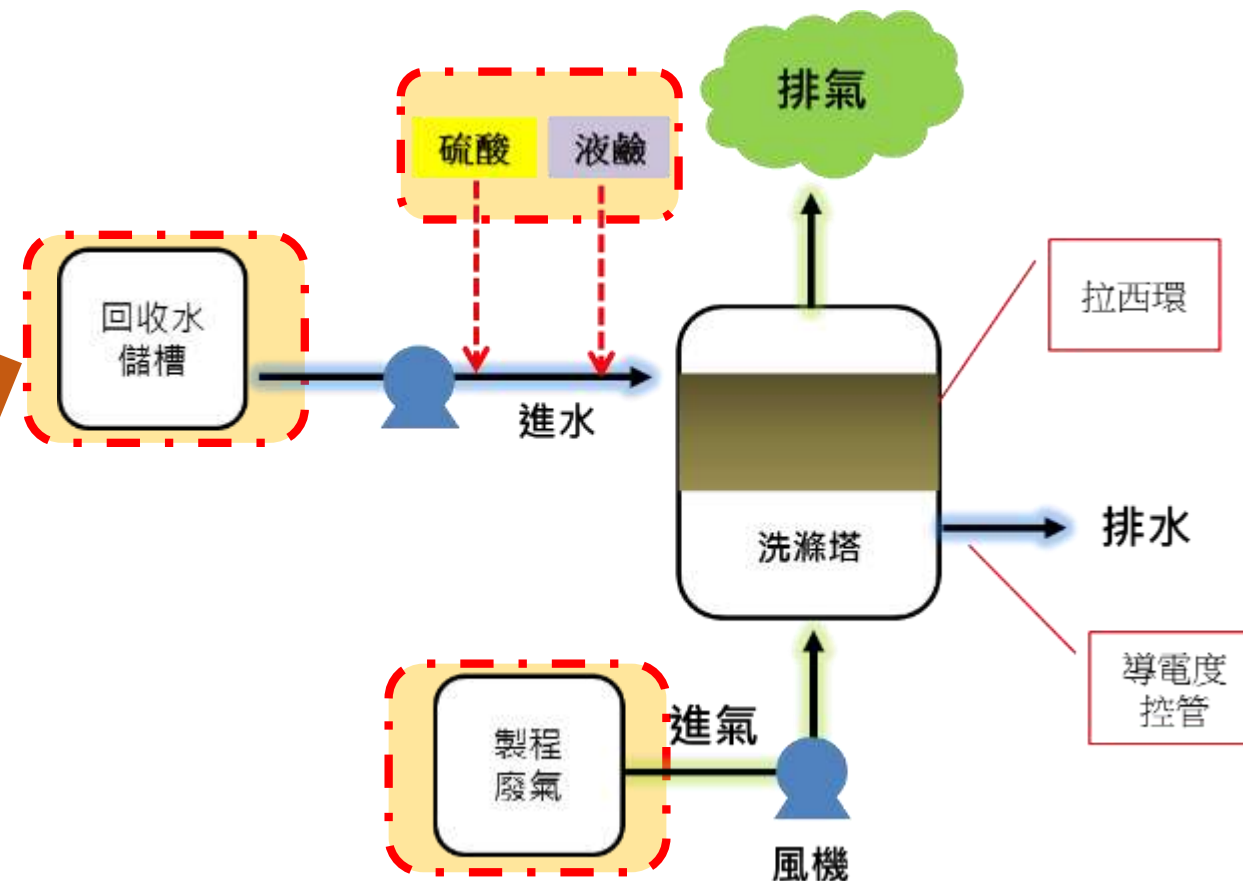 排氣
硫酸
液鹼
回收水
儲槽
拉西環
進水
排水
洗滌塔
導電度
控管
進氣
製程
廢氣
風機